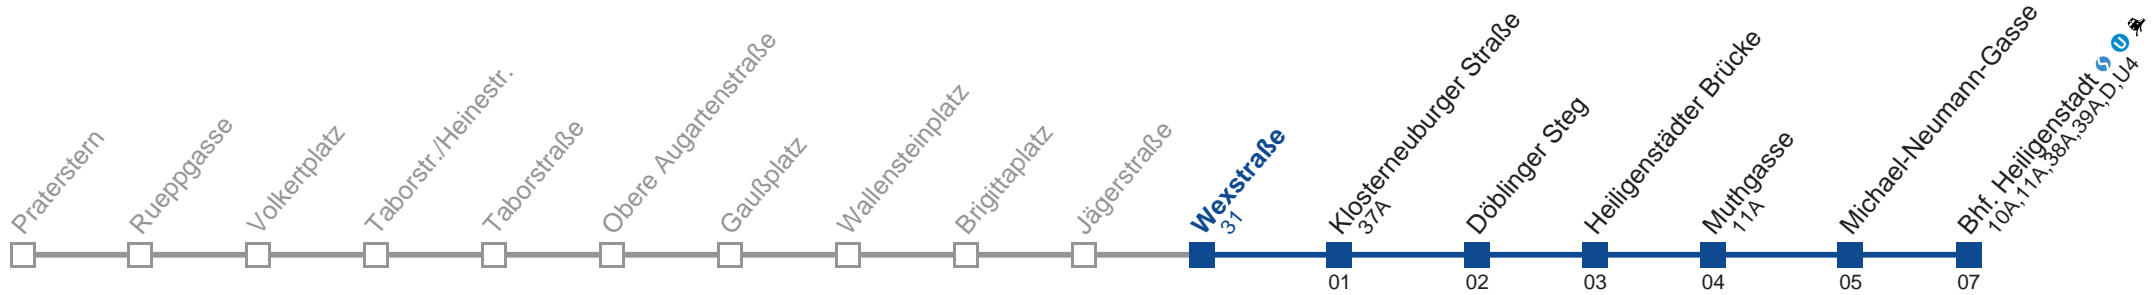 Praterstern
Rueppgasse
Volkertplatz
Taborstr./Heinestr.
Taborstraße
Obere Augartenstraße
Gaußplatz
Wallensteinplatz
Brigittaplatz
Jägerstraße
Wexstraße
31
Klosterneuburger Straße
37A
Döblinger Steg
Heiligenstädter Brücke
Muthgasse
11A
Michael-Neumann-Gasse
Bhf. Heiligenstadt S U
10A,11A,38A,39A,D,U4
01
02
03
04
05
07